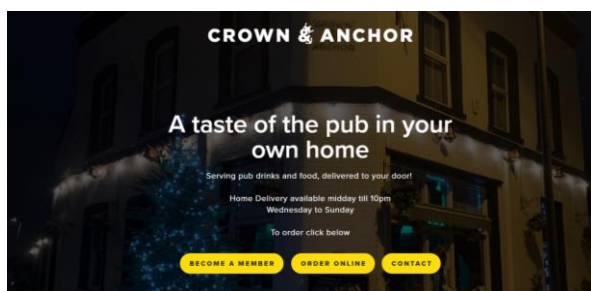 CROWN & ANCHOR
A taste of the pub in your
own home
Serving pub drinks and food, delivered to your door!
Home Delivery available midday till 10pm
Wednesday to Sunday
To order click below
BECOME A MEMBER ORDER ONLINE CONTACT